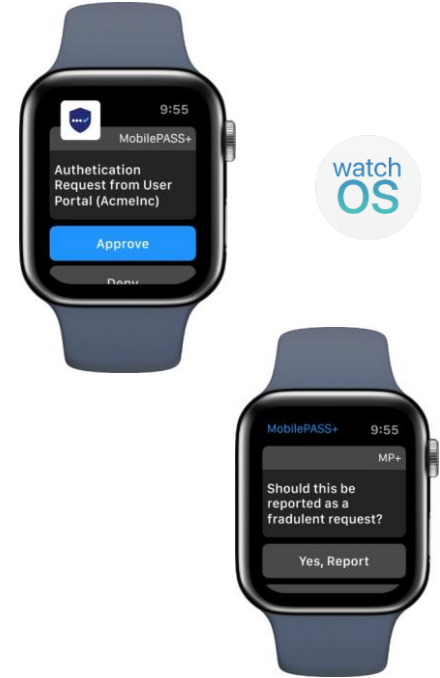 9:55
MobilePASS+
Authetication
Request from User
Portal (AcmeInc)
Approve
Deny
watch
OS
MobilePASS+ 9:55
MP+
Should this be
reported as a
fradulent request?
Yes, Report